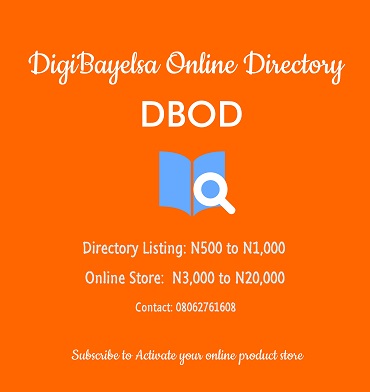 DigiBayelsa Online Directory
DBOD
Directory Listing: N500 to N1,000
Online Store:  N3,000 to N20,000
Contact: 08062761608
Subscribe to Activate your online product store